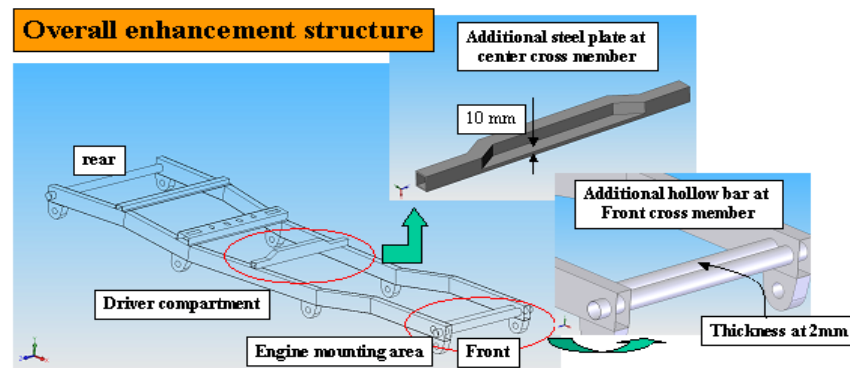 Overall enhancement structure
Additional steel plate at
center cross member
10 mm
rear
Additional hollow bar at
Front cross member
Driver compartment
Engine mounting area
Front
Thickness at 2mm